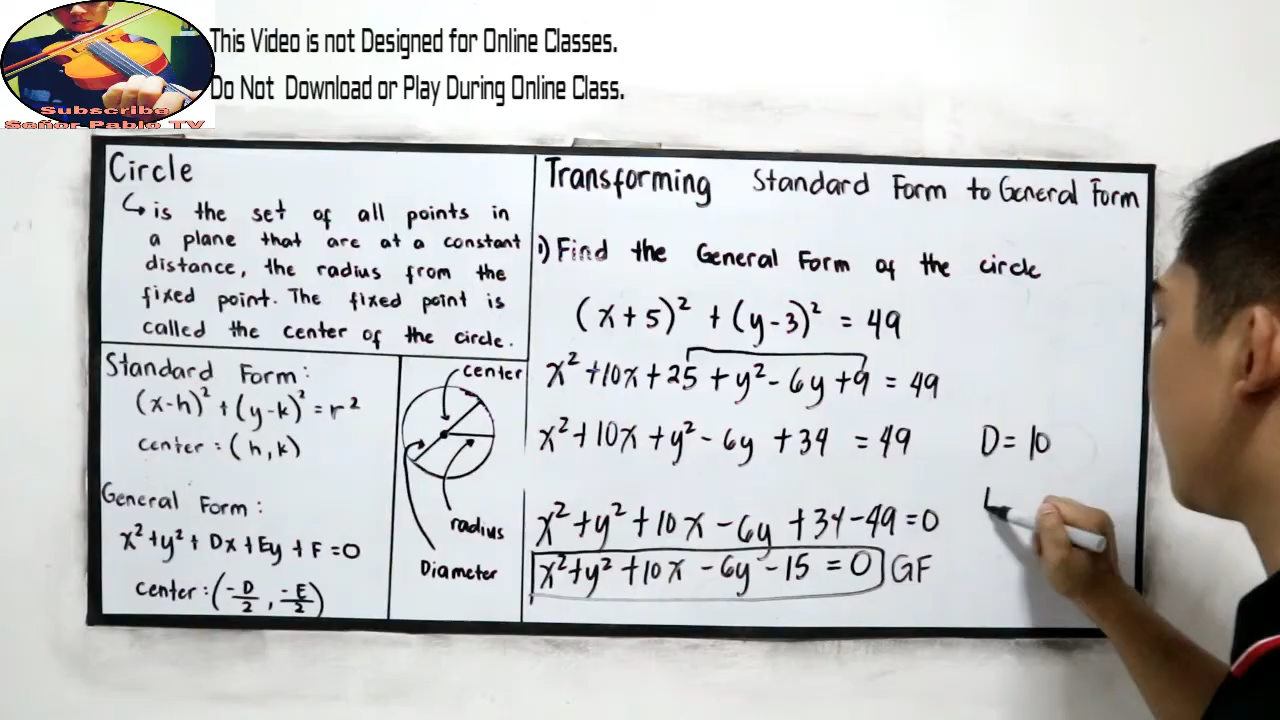 This Video is not Designed for Online Classes.
Do Not Download or Play During Online Class.
Subscribe
Señor Pablo TV
Circle
↳ is the set of all points in
a plane that are at a constant
distance, the radius from the
fixed point. The fixed point is
called the center of the circle.
Standard Form:
(x-h)² + (y-k)² = r²
center: (h, k)
General Form:
x² + y² + Dx + Ey + F = 0
center: (-D/2, -E/2)
center
radius
Diameter
Transforming Standard Form to General Form
1) Find the General Form of the circle
(x+5)² + (y-3)² = 49
x² + 10x + 25 + y² - 6y + 9 = 49
x² + 10x + y² - 6y + 34 = 49
x² + y² + 10x - 6y + 34 - 49 = 0
x² + y² + 10x - 6y - 15 = 0 GF
D = 10